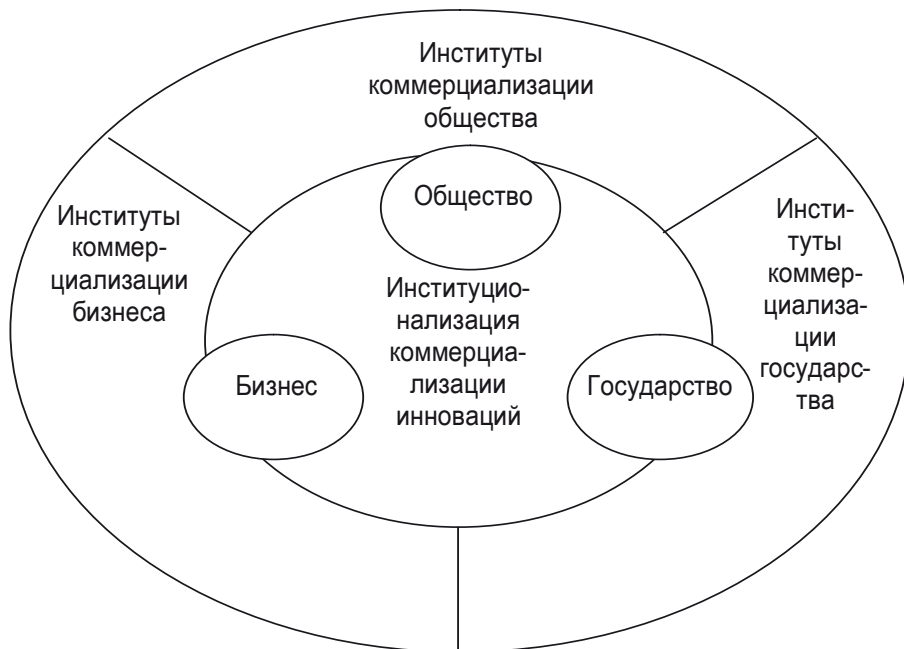 Институты
коммерциализации
общества
Общество
Институты
коммер-
циализации
бизнеса
Инсти-
туты
коммер-
циализа-
ции
государс-
тва
Институцио-
нализация
коммерциа-
лизации
инноваций
Бизнес
Государство